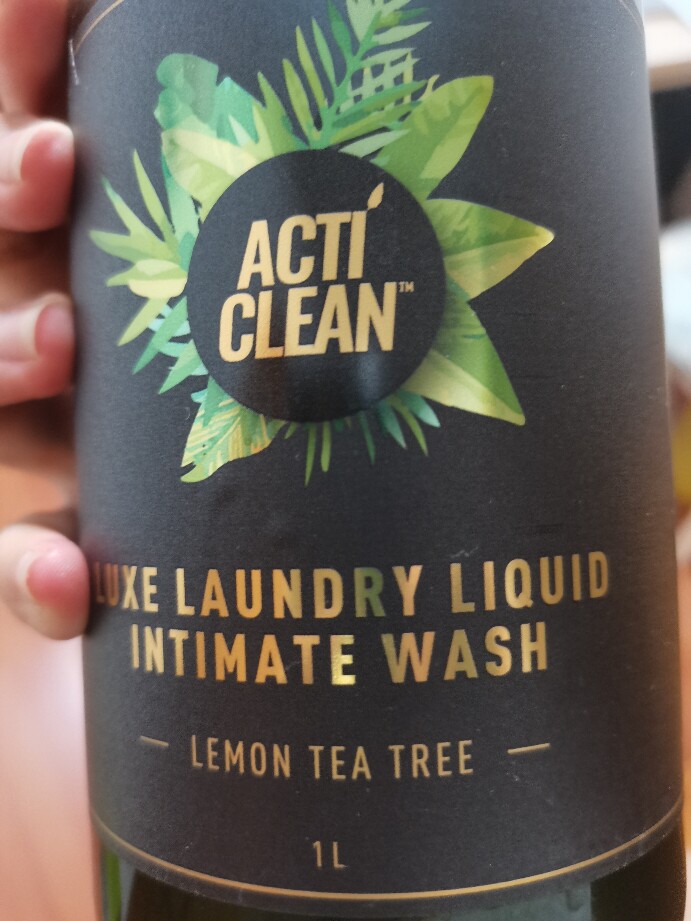 ACTI
CLEAN™
LUXE LAUNDRY LIQUID
INTIMATE WASH
— LEMON TEA TREE —
1L